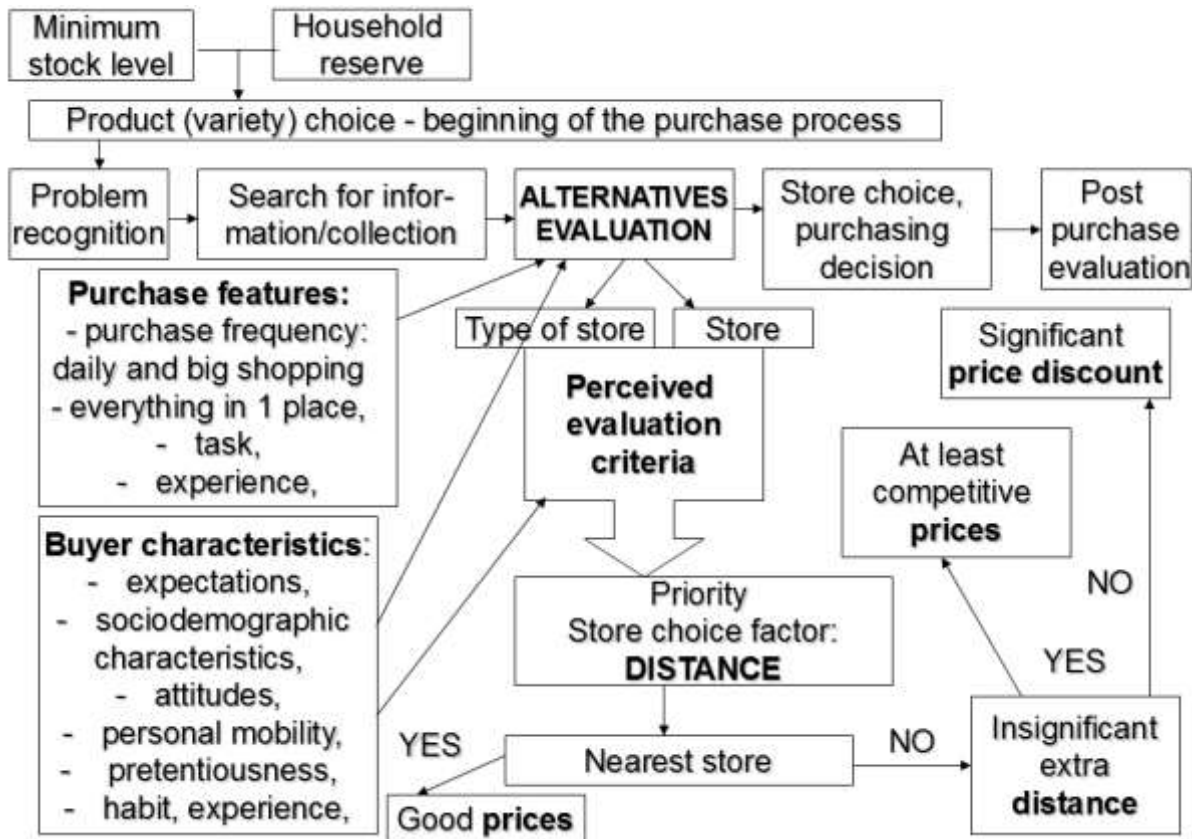 Minimum
stock level
Household
reserve
Product (variety) choice - beginning of the purchase process
Problem
recognition
Search for infor-
mation/collection
ALTERNATIVES
EVALUATION
Store choice,
purchasing
decision
Post
purchase
evaluation
Purchase features:
- purchase frequency:
daily and big shopping
- everything in 1 place,
- task,
- experience,
Type of store
Store
Perceived
evaluation
criteria
Significant
price discount
At least
competitive
prices
Buyer characteristics:
- expectations,
- sociodemographic
characteristics,
- attitudes,
- personal mobility,
- pretentiousness,
- habit, experience,
Priority
Store choice factor:
DISTANCE
NO
YES
YES
Nearest store
NO
Insignificant
extra
distance
Good prices